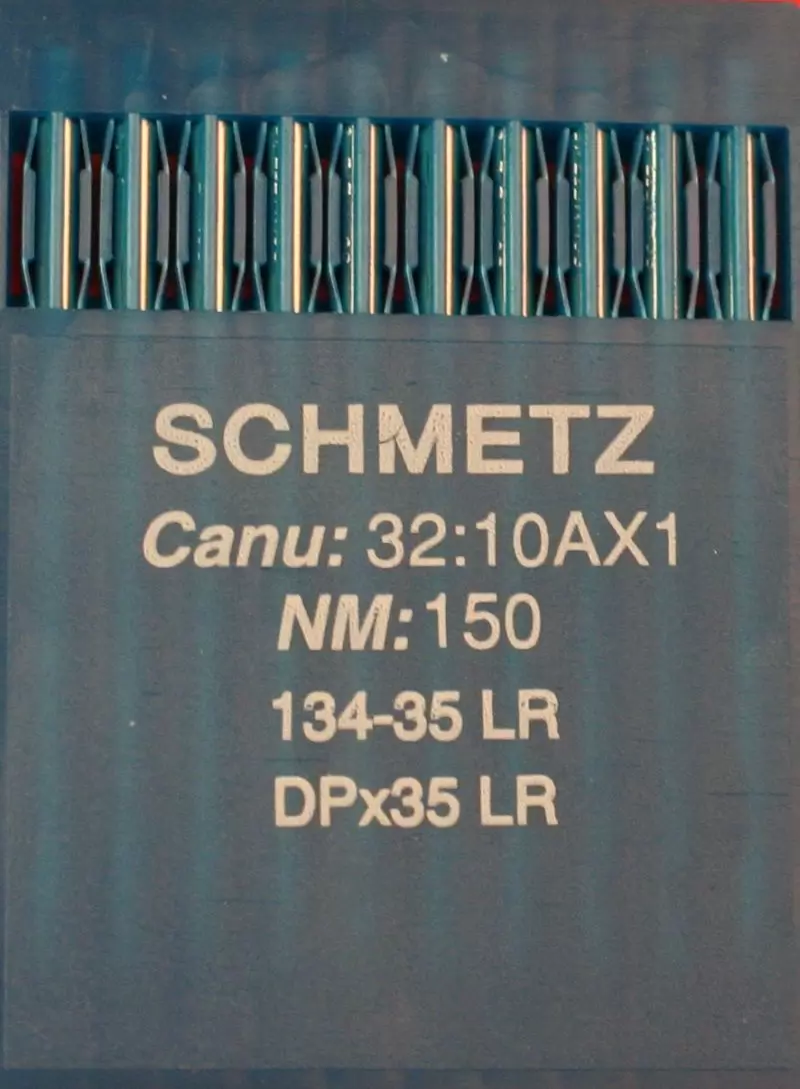 SCHMETZ
Canu: 32:10AX1
NM:150
134-35 LR
DPx35 LR